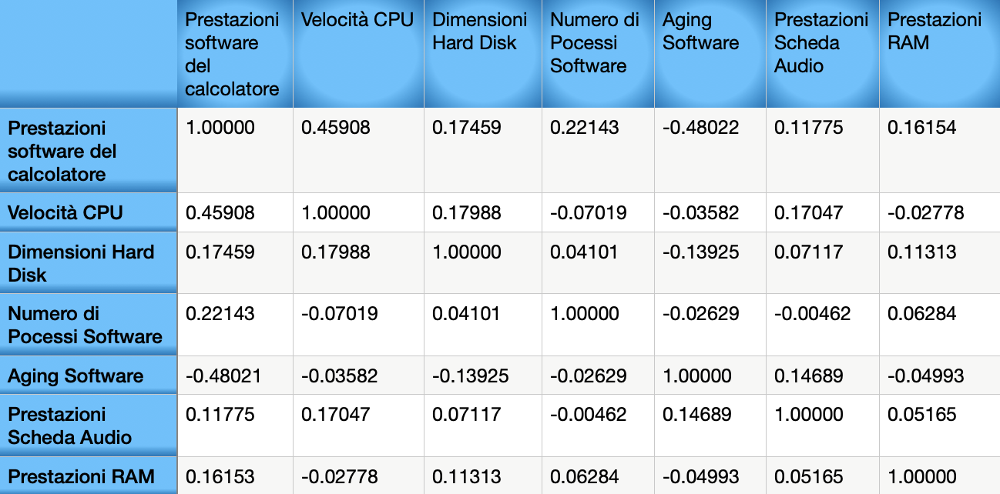 Prestazioni software del calcolatore Velocità CPU Dimensioni Hard Disk Numero di Pocessi Software Aging Software Prestazioni Scheda Audio Prestazioni RAM
Prestazioni software del calcolatore 1.00000 0.45908 0.17459 0.22143 -0.48022 0.11775 0.16154
Velocità CPU 0.45908 1.00000 0.17988 -0.07019 -0.03582 0.17047 -0.02778
Dimensioni Hard Disk 0.17459 0.17988 1.00000 0.04101 -0.13925 0.07117 0.11313
Numero di Pocessi Software 0.22143 -0.07019 0.04101 1.00000 -0.02629 -0.00462 0.06284
Aging Software -0.48021 -0.03582 -0.13925 -0.02629 1.00000 0.14689 -0.04993
Prestazioni Scheda Audio 0.11775 0.17047 0.07117 -0.00462 0.14689 1.00000 0.05165
Prestazioni RAM 0.16153 -0.02778 0.11313 0.06284 -0.04993 0.05165 1.00000